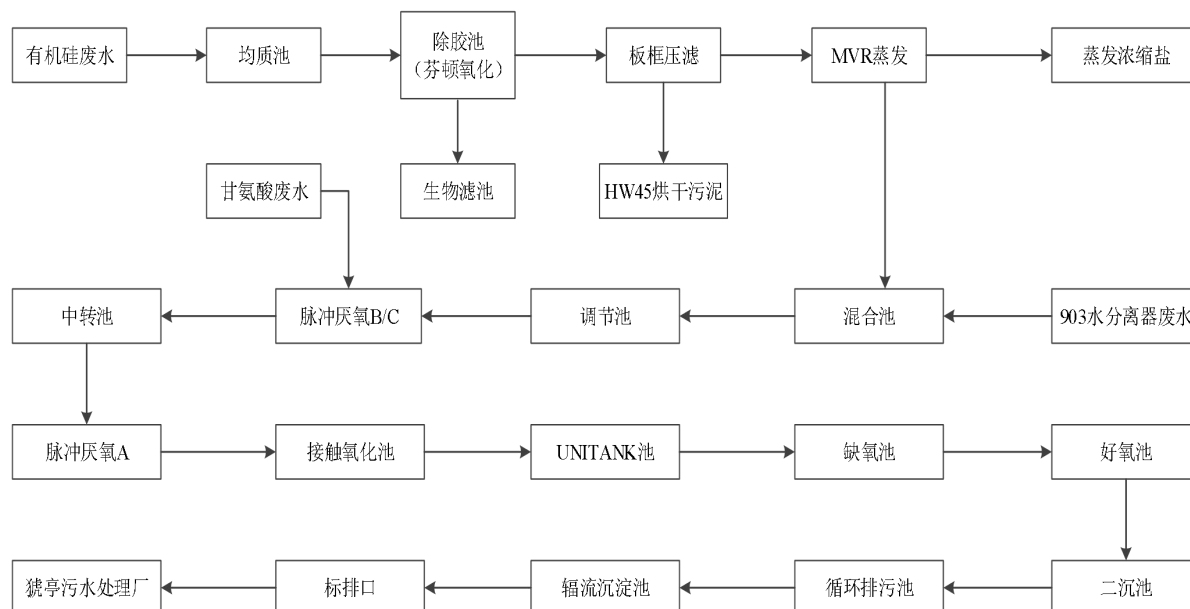 有机硅废水
均质池
除胶池
（芬顿氧化）
板框压滤
MVR蒸发
蒸发浓缩盐
甘氨酸废水
生物滤池
HW45烘干污泥
中转池
脉冲厌氧B/C
调节池
混合池
903水分离器废水
脉冲厌氧A
接触氧化池
UNITANK池
缺氧池
好氧池
猇亭污水处理厂
标排口
辐流沉淀池
循环排污池
二沉池